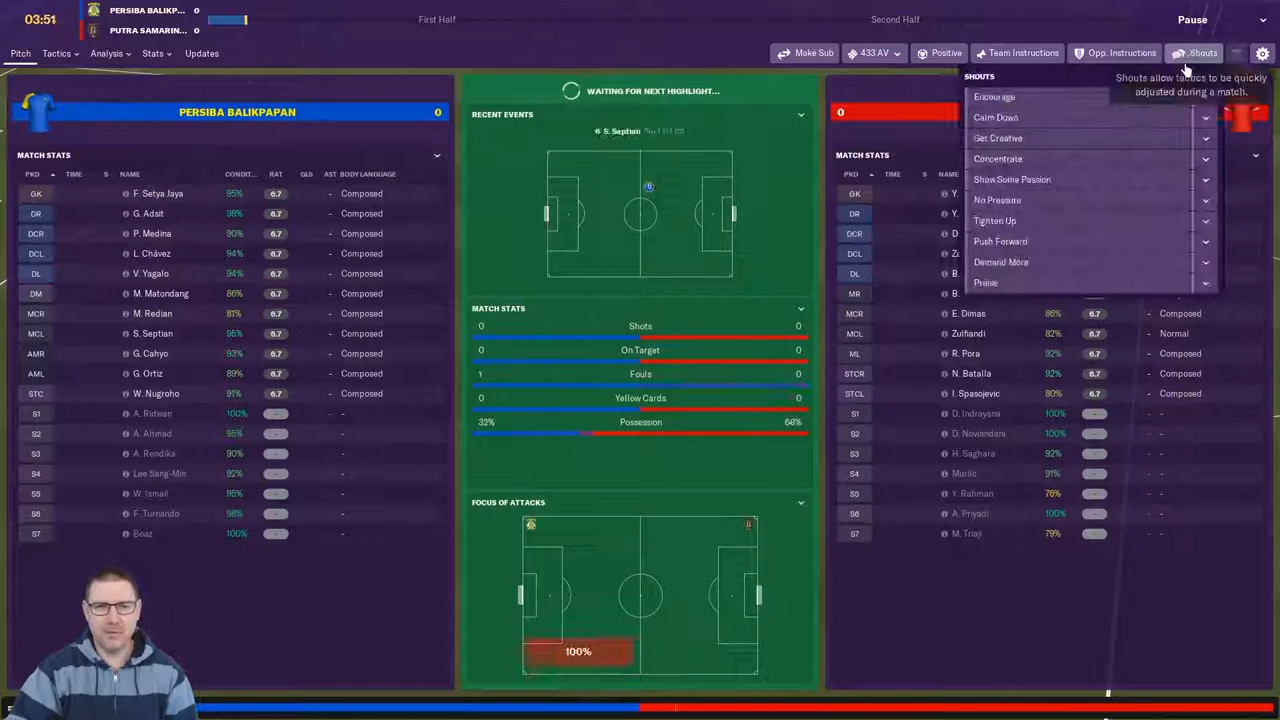 03:51
PERSIBA BALIKP... 0
PUTRA SAMARIN... 0
First Half
Second Half
Pause
Pitch
Tactics
Analysis
Stats
Updates
Make Sub
433 AV
Positive
Team Instructions
Opp. Instructions
Shouts
SHOUTS
Shouts allow tactics to be quickly
adjusted during a match.
Encourage
Calm Down
Get Creative
Concentrate
Show Some Passion
No Pressure
Tighten Up
Push Forward
Demand More
Praise
PERSIBA BALIKPAPAN 0
MATCH STATS
PKD TIME S NAME CONDIT... RAT GLS AST BODY LANGUAGE
GK F. Setya Jaya 95% 6.7 - Composed
DR G. Adsit 98% 6.7 - Composed
DCR P. Medina 90% 6.7 - Composed
DCL L. Chávez 94% 6.7 - Composed
DL V. Yagalo 94% 6.7 - Composed
DM M. Matondang 86% 6.7 - Composed
MCR M. Redian 81% 6.7 - Composed
MCL S. Septian 95% 6.7 - Composed
AMR G. Cahyo 93% 6.7 - Composed
AML G. Ortiz 89% 6.7 - Composed
STC W. Nugroho 91% 6.7 - Composed
S1 A. Ridwan 100% - -
S2 A. Ahmad 95% - -
S3 A. Rendika 90% - -
S4 Lee Sang-Min 92% - -
S5 W. Ismail 95% - -
S6 F. Turnando 98% - -
S7 Boaz 100% - -
WAITING FOR NEXT HIGHLIGHT...
RECENT EVENTS
6 S. Septian
6
MATCH STATS
0 Shots 0
0 On Target 0
1 Fouls 0
0 Yellow Cards 0
32% Possession 68%
FOCUS OF ATTACKS
100%
0
MATCH STATS
PKD TIME S NAME
GK Y.
DR Y.
DCR D.
DCL Za
DL B.
MR B.
MCR E. Dimas 86% 6.7 - Composed
MCL Zulfiandi 82% 6.7 - Normal
ML R. Pora 92% 6.7 - Composed
STCR N. Batalla 92% 6.7 - Composed
STCL I. Spasojevic 80% 6.7 - Composed
S1 D. Indrayana 100% - - -
S2 D. Noviandani 100% - - -
S3 H. Saghara 92% - - -
S4 Murilo 91% - - -
S5 Y. Rahman 76% - - -
S6 A. Priyadi 100% - - -
S7 M. Triaji 79% - - -